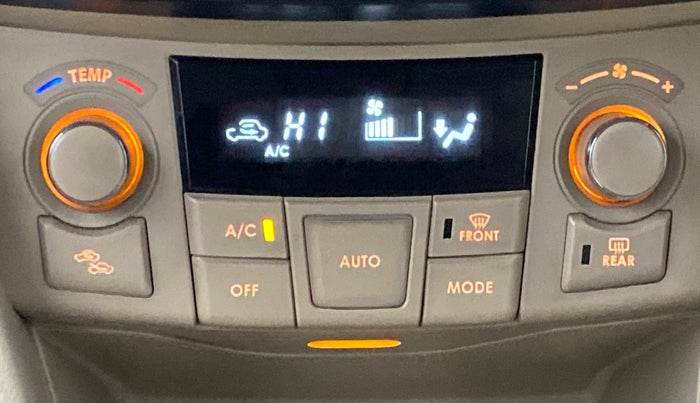 TEMP
- +
HI
A/C
A/C
AUTO
FRONT
REAR
OFF
MODE